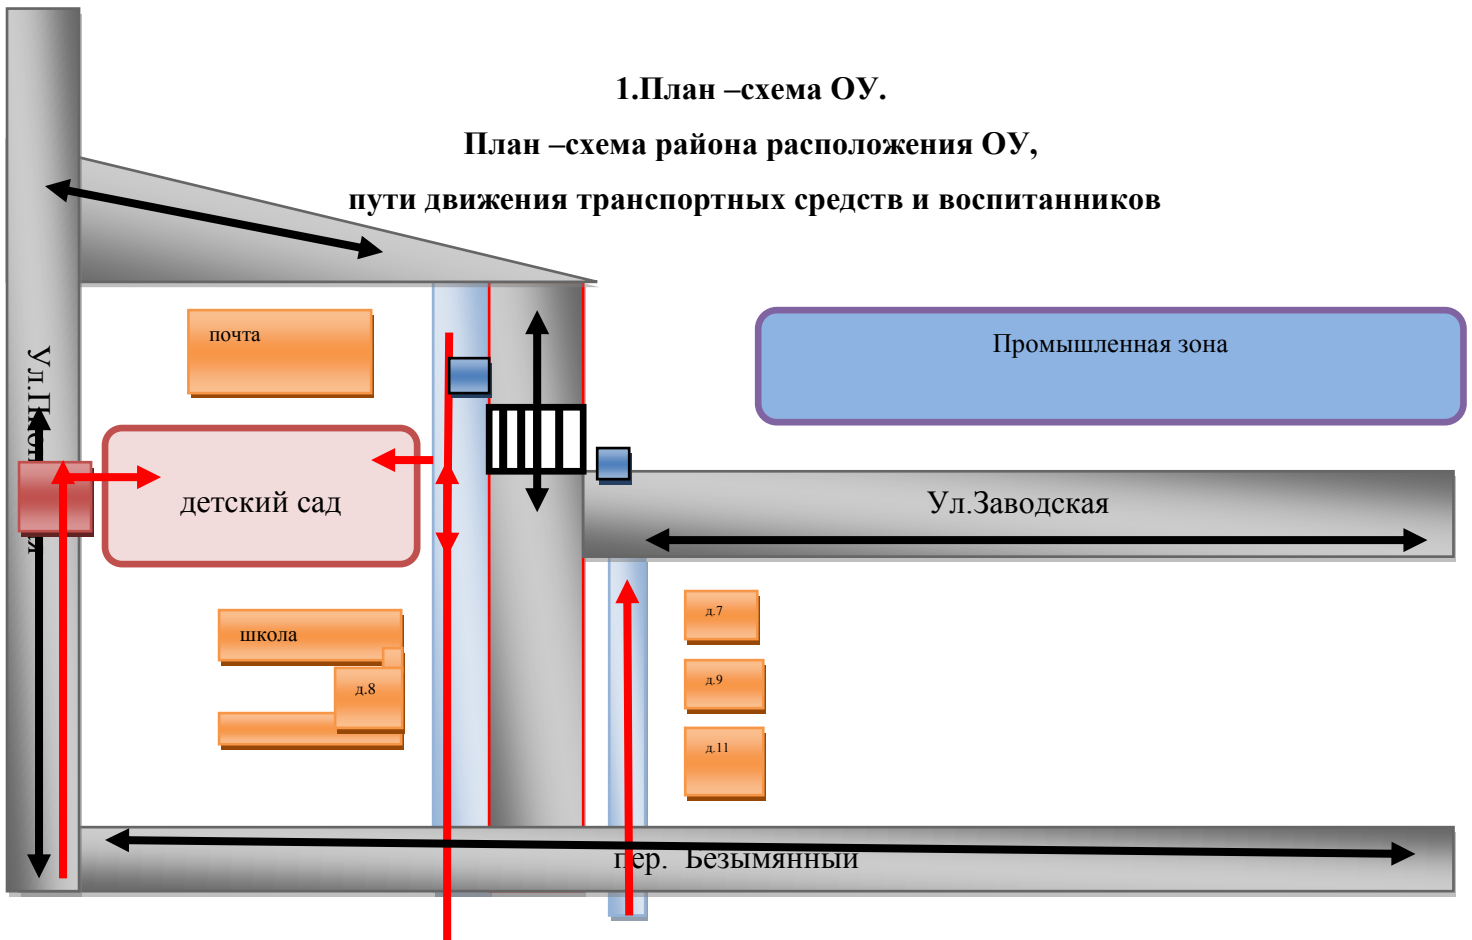 1.План –схема ОУ.
План –схема района расположения ОУ,
пути движения транспортных средств и воспитанников
почта
Промышленная зона
детский сад
Ул.Заводская
школа
д.8
д.7
д.9
д.11
пер. Безымянный